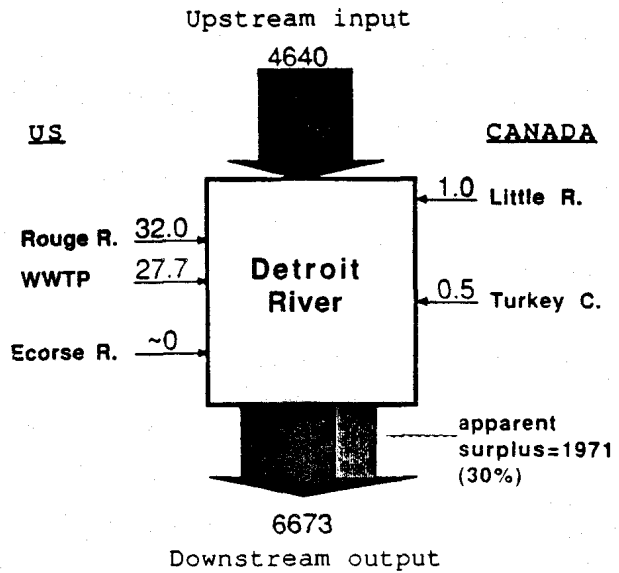 Upstream input
4640
US
CANADA
1.0 Little R.
Rouge R. 32.0
WWTP 27.7
Detroit
River
0.5 Turkey C.
Ecorse R. ~0
apparent
surplus=1971
(30%)
6673
Downstream output